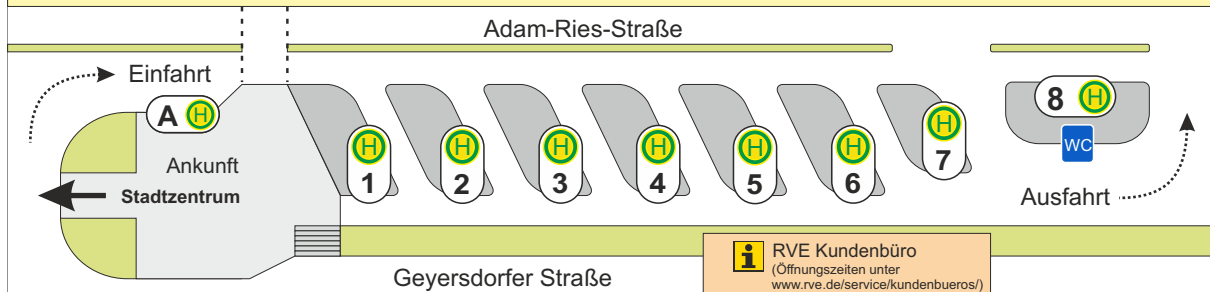 Adam-Ries-Straße
Einfahrt
A H
Ankunft
Stadtzentrum
H H H H H H H
1 2 3 4 5 6 7
8 H
WC
Ausfahrt
Geyersdorfer Straße
i RVE Kundenbüro
(Öffnungszeiten unter
www.rve.de/service/kundenbueros/)